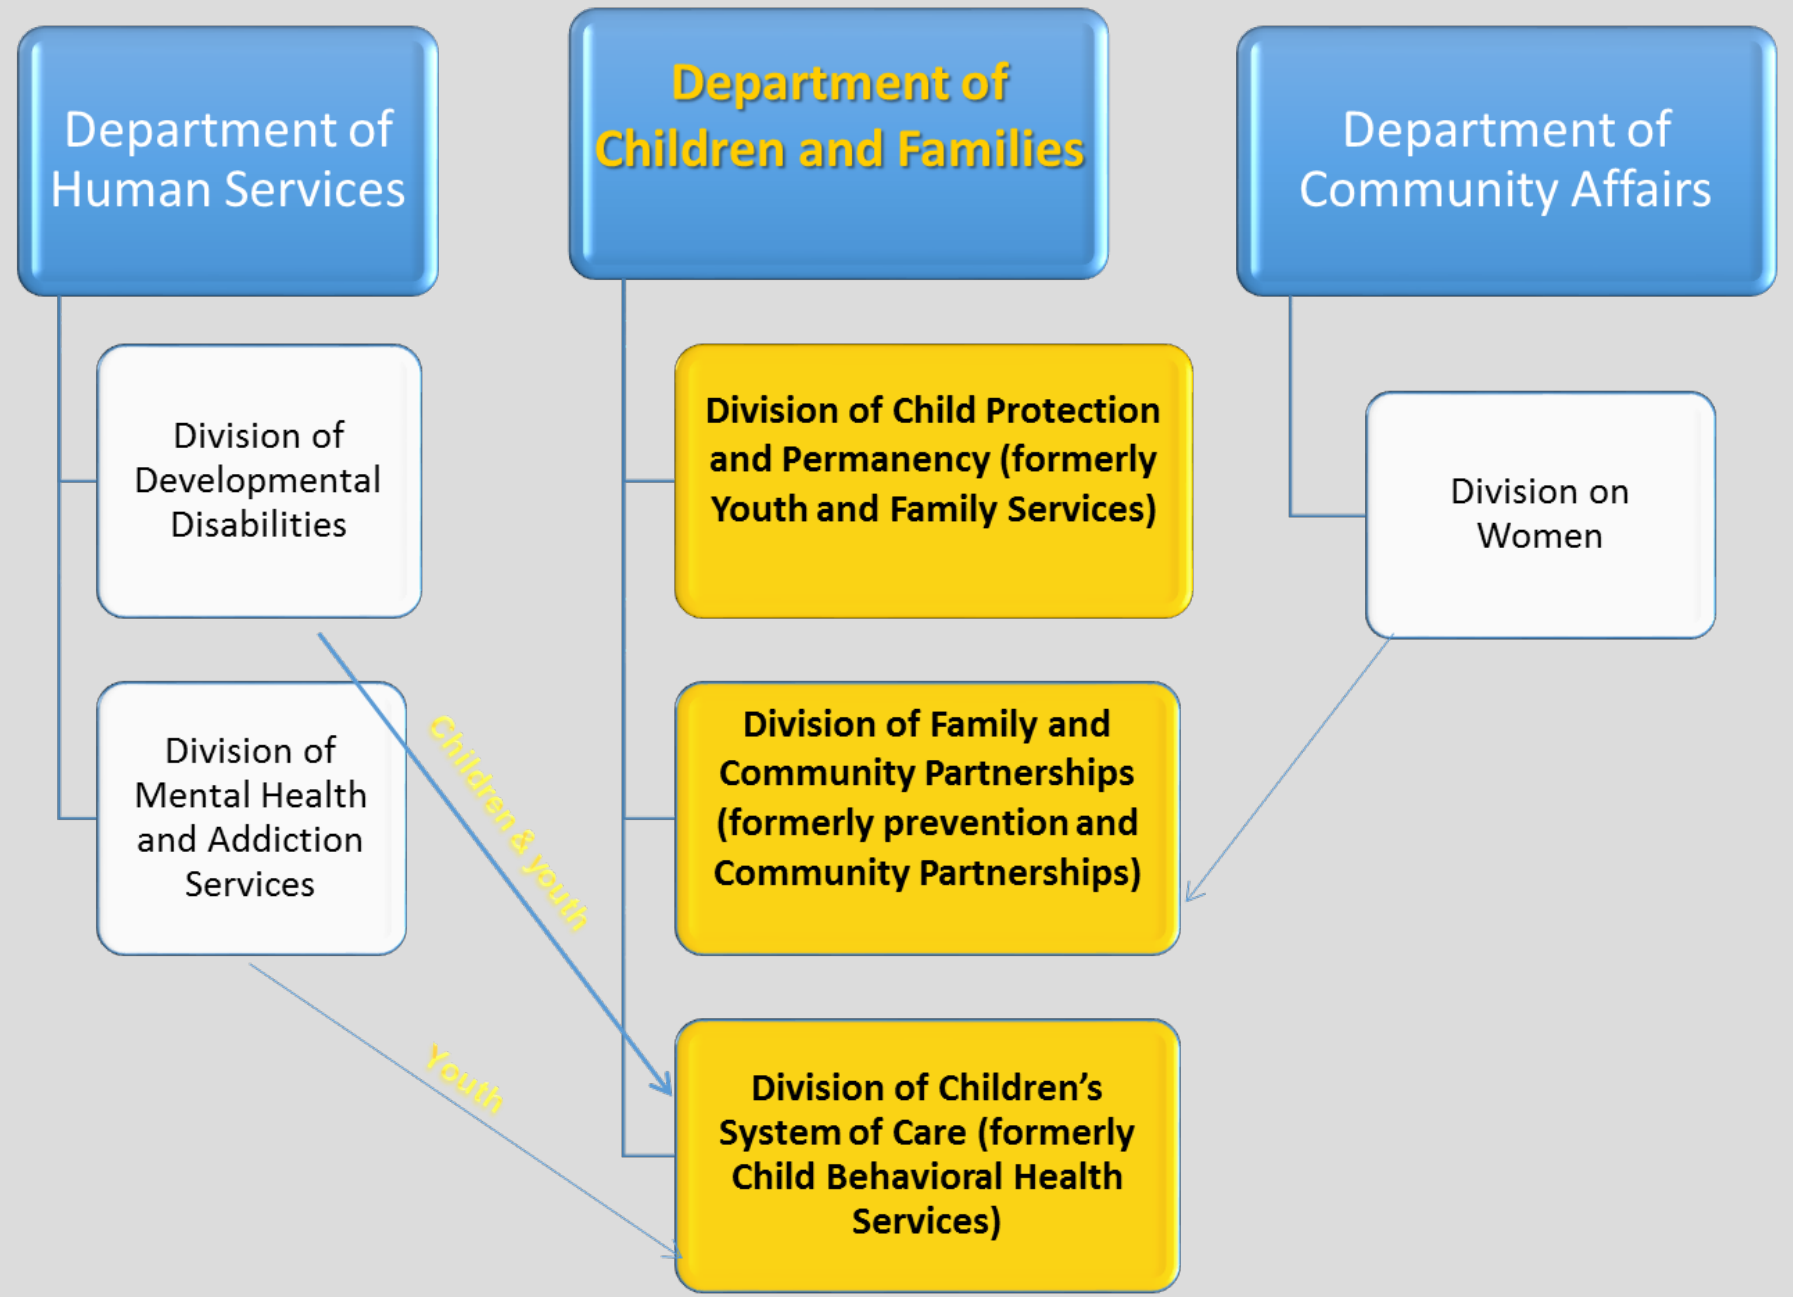 Department of
Human Services
Department of
Children and Families
Department of
Community Affairs
Division of
Developmental
Disabilities
Division of Child Protection
and Permanency (formerly
Youth and Family Services)
Division on
Women
Division of
Mental Health
and Addiction
Services
Children & youth
Division of Family and
Community Partnerships
(formerly prevention and
Community Partnerships)
Youth
Division of Children’s
System of Care (formerly
Child Behavioral Health
Services)